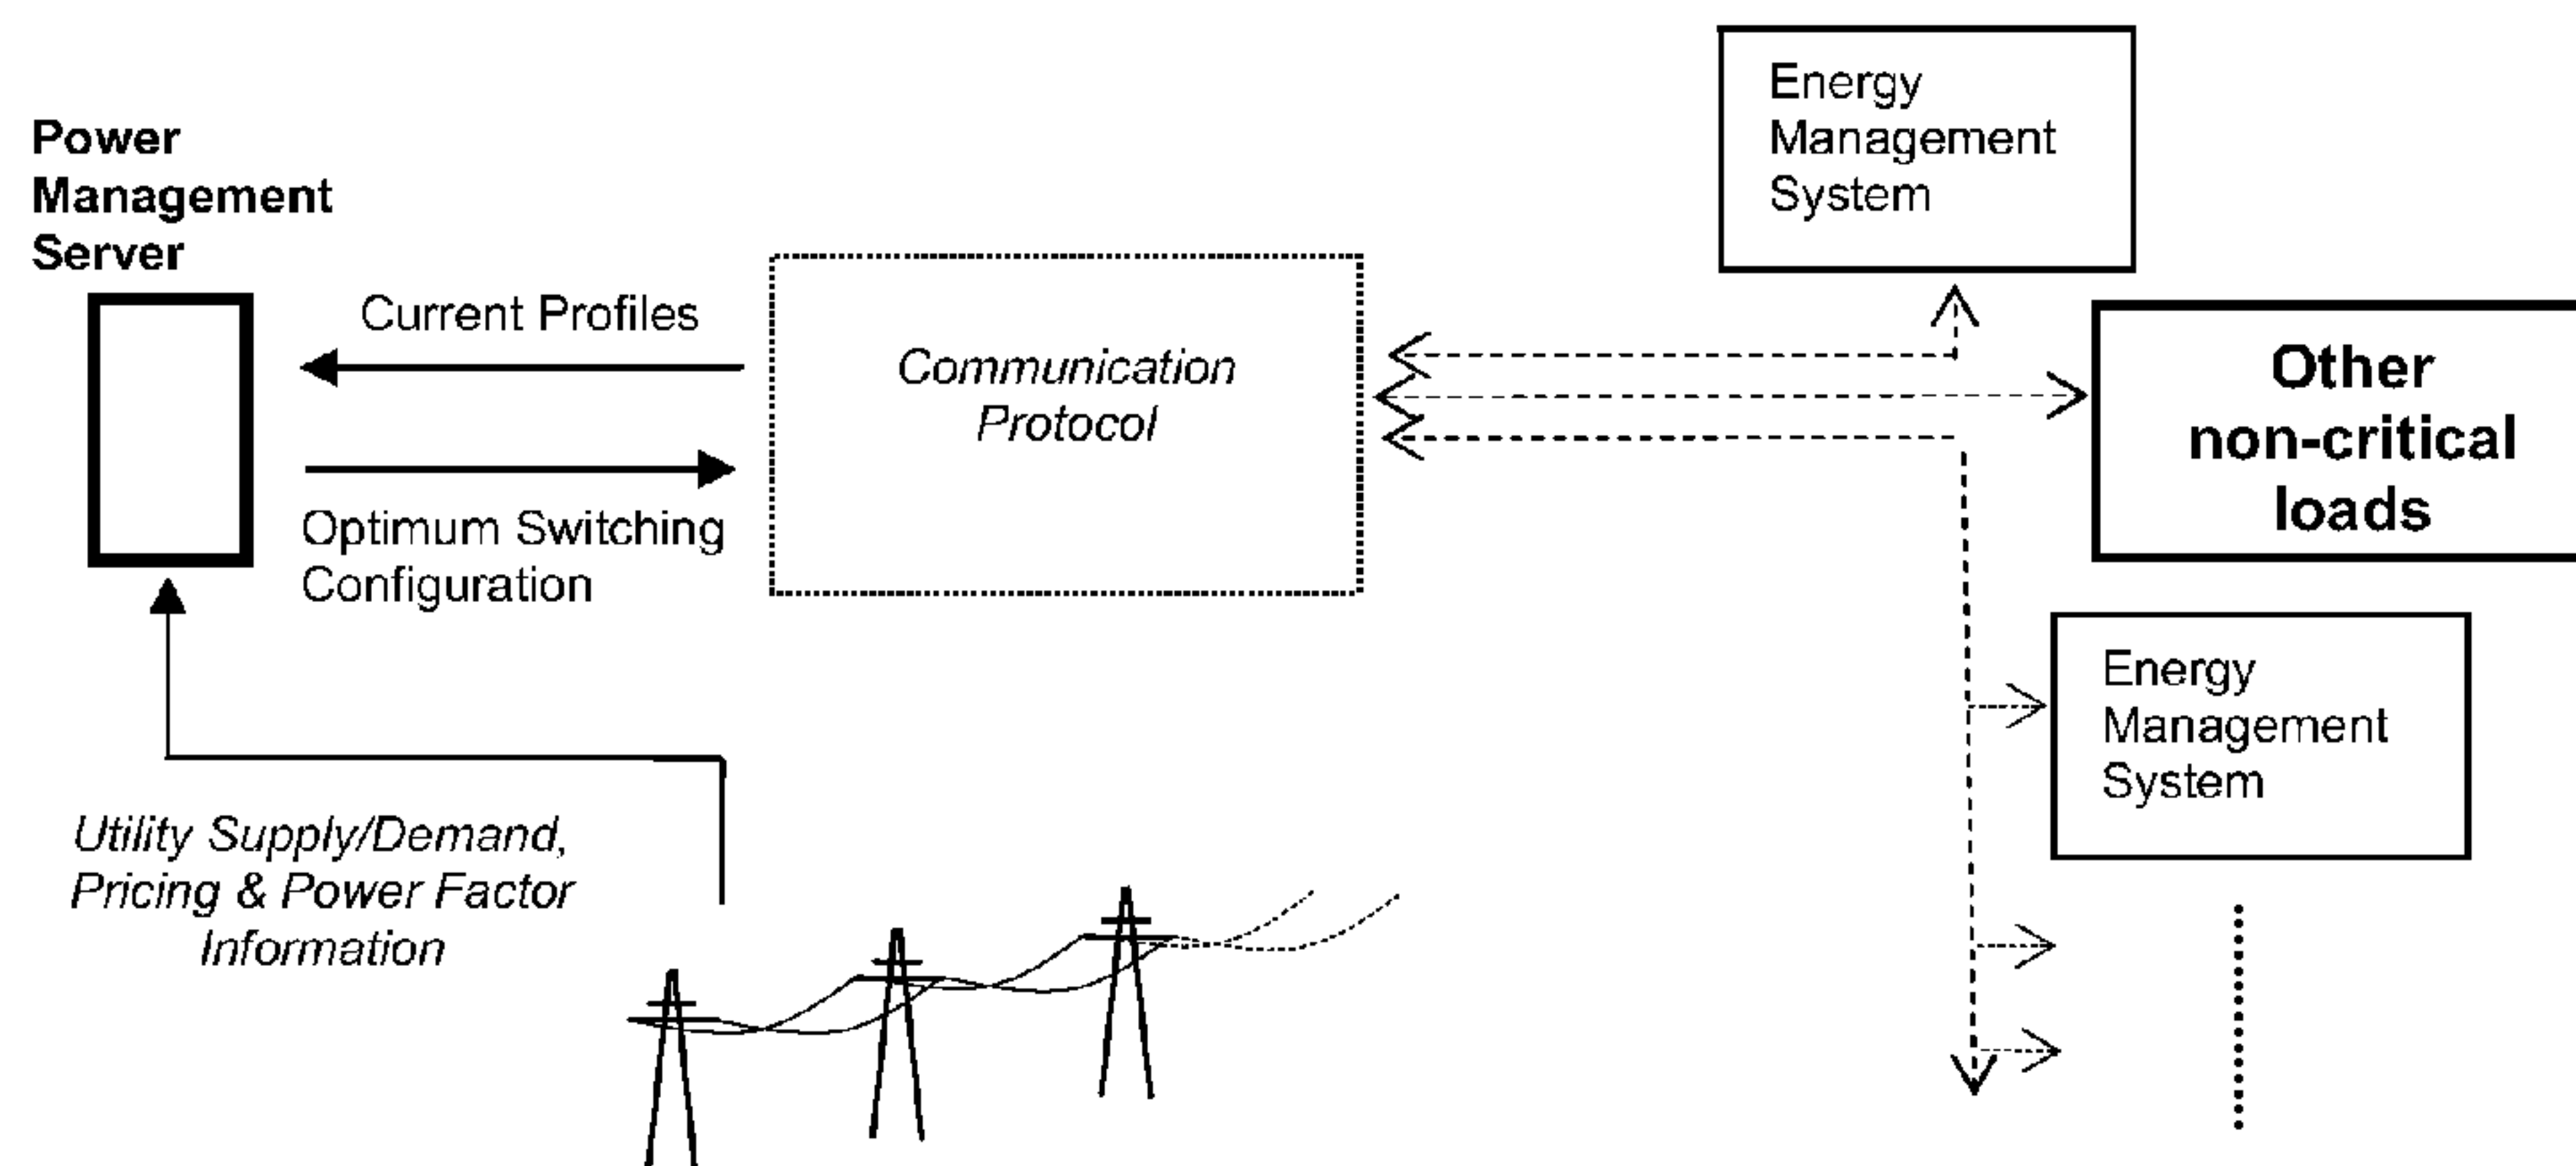 Power
Management
Server
Current Profiles
Optimum Switching
Configuration
Communication
Protocol
Energy
Management
System
Other
non-critical
loads
Energy
Management
System
Utility Supply/Demand,
Pricing & Power Factor
Information